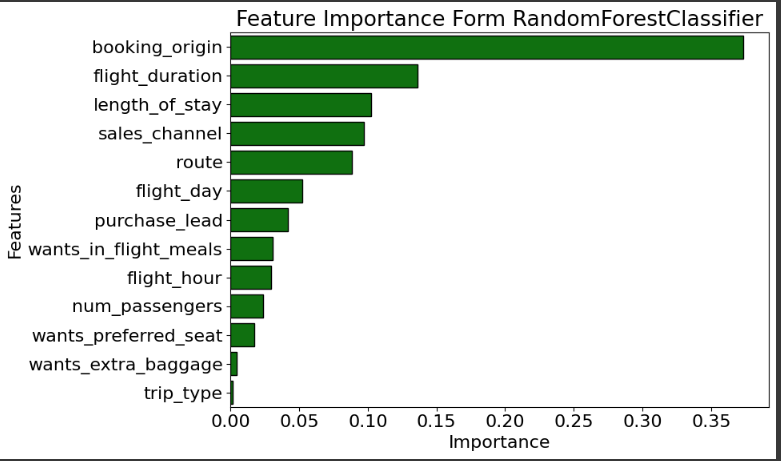 Feature Importance Form RandomForestClassifier
booking_origin
flight_duration
length_of_stay
sales_channel
route
flight_day
purchase_lead
wants_in_flight_meals
flight_hour
num_passengers
wants_preferred_seat
wants_extra_baggage
trip_type
Features
0.00 0.05 0.10 0.15 0.20 0.25 0.30 0.35
Importance